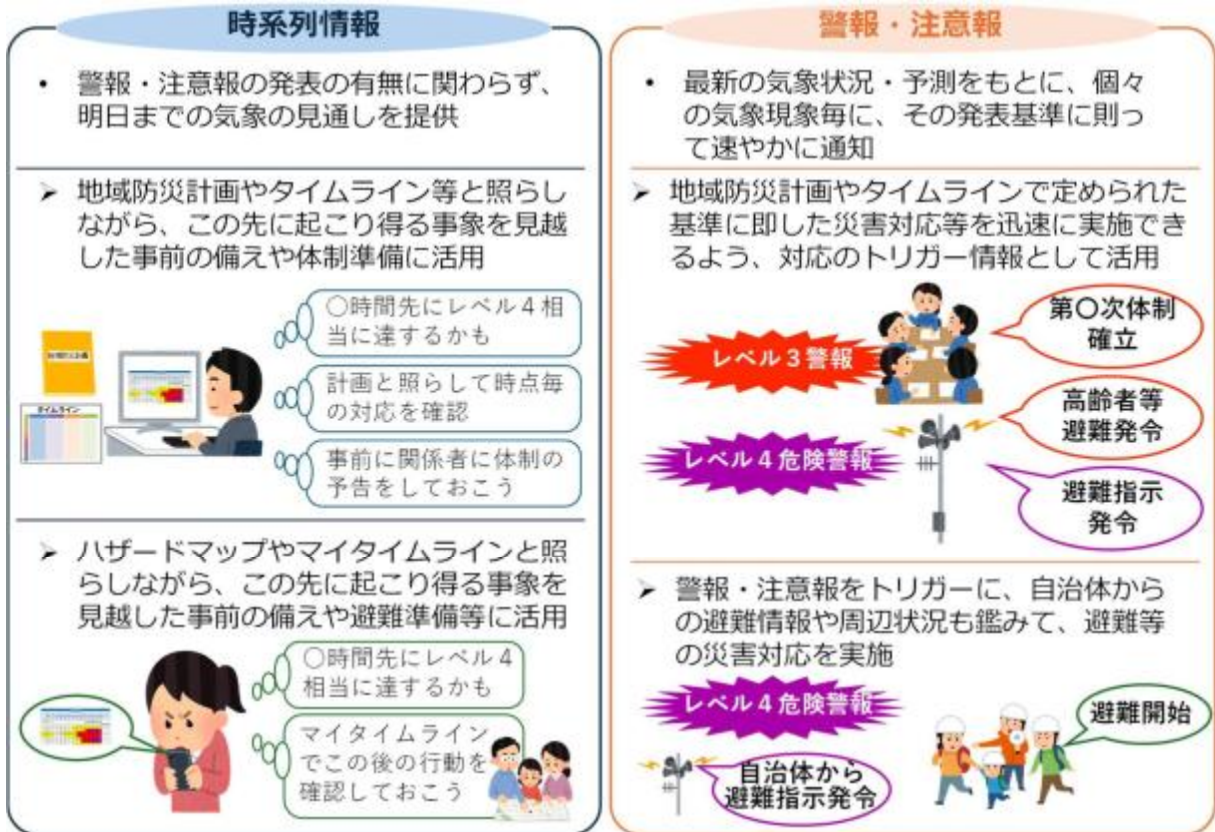 時系列情報
• 警報・注意報の発表の有無に関わらず、
明日までの気象の見通しを提供
➤ 地域防災計画やタイムライン等と照らし
ながら、この先に起こり得る事象を見越
した事前の備えや体制準備に活用
〇時間先にレベル４相
当に達するかも
計画と照らして時点毎
の対応を確認
事前に関係者に体制の
予告をしておこう
タイムライン
➤ ハザードマップやマイタイムラインと照
らしながら、この先に起こり得る事象を
見越した事前の備えや避難準備等に活用
〇時間先にレベル４
相当に達するかも
マイタイムライン
でこの後の行動を
確認しておこう
警報・注意報
• 最新の気象状況・予測をもとに、個々
の気象現象毎に、その発表基準に則っ
て速やかに通知
➤ 地域防災計画やタイムラインで定められた
基準に即した災害対応等を迅速に実施でき
るよう、対応のトリガー情報として活用
レベル３警報
第〇次体制
確立
高齢者等
避難発令
レベル４危険警報
避難指示
発令
➤ 警報・注意報をトリガーに、自治体から
の避難情報や周辺状況も鑑みて、避難等
の災害対応を実施
レベル４危険警報
自治体から
避難指示発令
避難開始